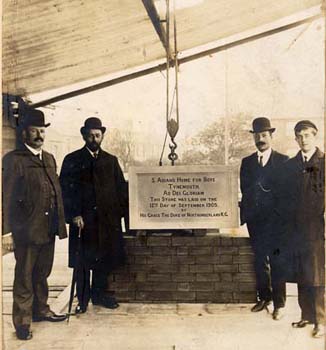 S. Aidans Home for Boys
Tynemouth.
Ad Dei Gloriam
This Stone was laid on the
12th Day of September 1905.
by
His Grace The Duke of Northumberland K.G.